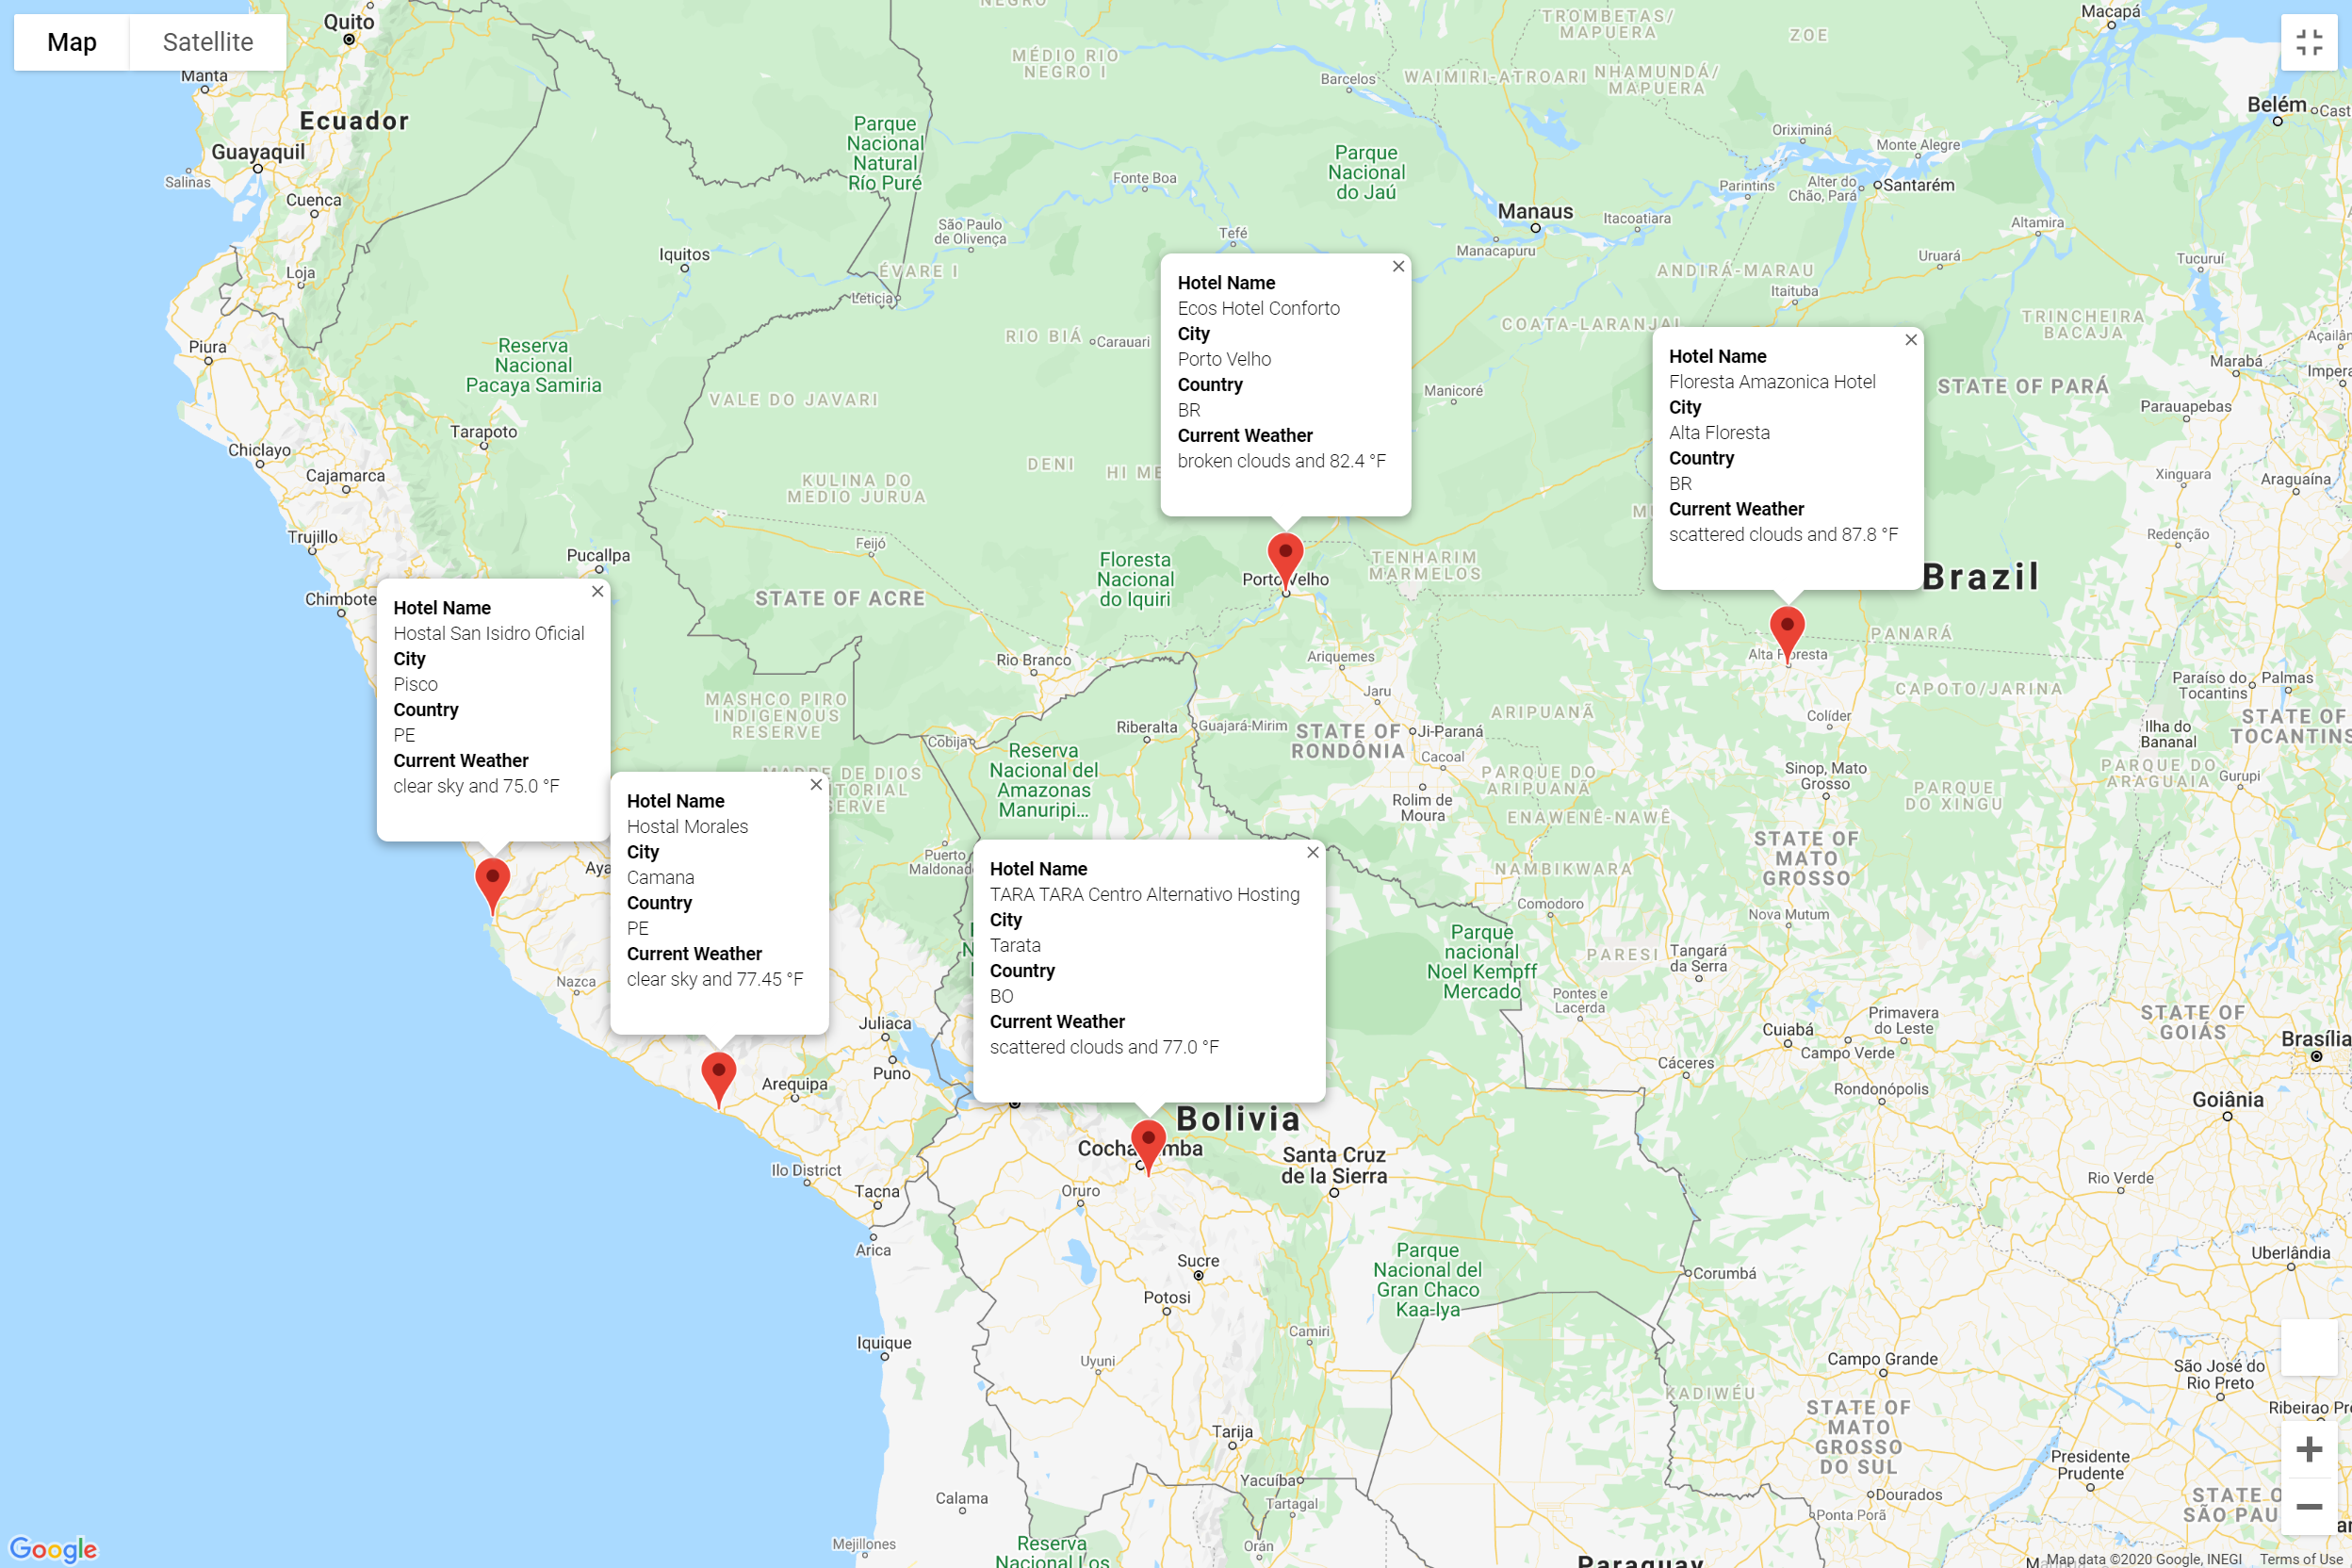 Map
Satellite
Quito
Manta
Ecuador
Guayaquil
Salinas
Cuenca
Loja
Piura
Iquitos
Leticia
Parque
Nacional
Natural
Río Puré
ÉVARE I
MÉDIO RIO
NEGRO I
Barcelos
WAIMIRI-ATROARI
TROMBETAS/
MAPUERA
NHAMUNDÁ/
MAPUERA
ZOE
Macapá
Belém
Oriximiná
Monte Alegre
Parintins
Alter do
Chão, Pará
Santarém
Parque
Nacional
do Jaú
Fonte Boa
São Paulo
de Olivença
Tefé
Manaus
Itacoatiara
Manacapuru
Altamira
Uruará
Tucuruí
ANDIRÁ-MARAU
Itaituba
COATA-LARANJAL
TRINCHEIRA
BACAJA
Marabá
STATE OF PARÁ
Parauapebas
Xinguara
Araguaína
Redenção
Reserva
Nacional
Pacaya Samiria
RIO BIÁ
Carauari
VALE DO JAVARI
Tarapoto
Chiclayo
Cajamarca
Trujillo
Pucallpa
Chimbote
KULINA DO
MEDIO JURUA
DENI
Feijó
STATE OF ACRE
Floresta
Nacional
do Iquiri
Manicoré
TENHARIM
MARMELOS
Hotel Name
Ecos Hotel Conforto
City
Porto Velho
Country
BR
Current Weather
broken clouds and 82.4 °F
Hotel Name
Floresta Amazonica Hotel
City
Alta Floresta
Country
BR
Current Weather
scattered clouds and 87.8 °F
Brazil
Porto Velho
Alta Floresta
PANARÁ
Hotel Name
Hostal San Isidro Oficial
City
Pisco
Country
PE
Current Weather
clear sky and 75.0 °F
Hotel Name
Hostal Morales
City
Camana
Country
PE
Current Weather
clear sky and 77.45 °F
Hotel Name
TARA TARA Centro Alternativo Hosting
City
Tarata
Country
BO
Current Weather
scattered clouds and 77.0 °F
Rio Branco
Ariquemes
Jaru
MASHCO PIRO
INDIGENOUS
RESERVE
Cobija
Riberalta
Guajará-Mirim
STATE OF
RONDÔNIA
Ji-Paraná
Cacoal
Rolim de
Moura
Reserva
Nacional del
Amazonas
Manuripi...
Puerto
ARIPUANÃ
PARQUE DO
ARIPUANÃ
ENAWENÊ-NAWÊ
NAMBIKWARA
CAPOTO/JARINA
Colíder
Sinop, Mato
Grosso
PARQUE
DO XINGU
STATE OF
MATO
GROSSO
Paraíso do
Tocantins
Palmas
Ilha do
Bananal
STATE OF
TOCANTINS
PARQUE DO
ARAGUAIA
Gurupi
Comodoro
Nova Mutum
Parque
nacional
Noel Kempff
Mercado
PARESI
Tangará
da Serra
Pontes e
Lacerda
Cuiabá
Primavera
do Leste
Campo Verde
Cáceres
Rondonópolis
STATE OF
GOIÁS
Brasília
Goiânia
Rio Verde
Uberlândia
Nazca
Juliaca
Puno
Arequipa
Ilo District
Tacna
Arica
Iquique
Bolivia
Cochabamba
Oruro
Santa Cruz
de la Sierra
Sucre
Potosi
Parque
Nacional del
Gran Chaco
Kaa-Iya
Corumbá
Camiri
Uyuni
Tarija
Yacuíba
Tartagal
Orán
Calama
Mejillones
Reserva
Nacional Los
KADIWÉU
Campo Grande
STATE OF
MATO
GROSSO
DO SUL
Dourados
Ponta Porã
São José do
Rio Preto
Presidente
Prudente
Paraguay
Google
Map data ©2020 Google, INEGI
Terms of Use